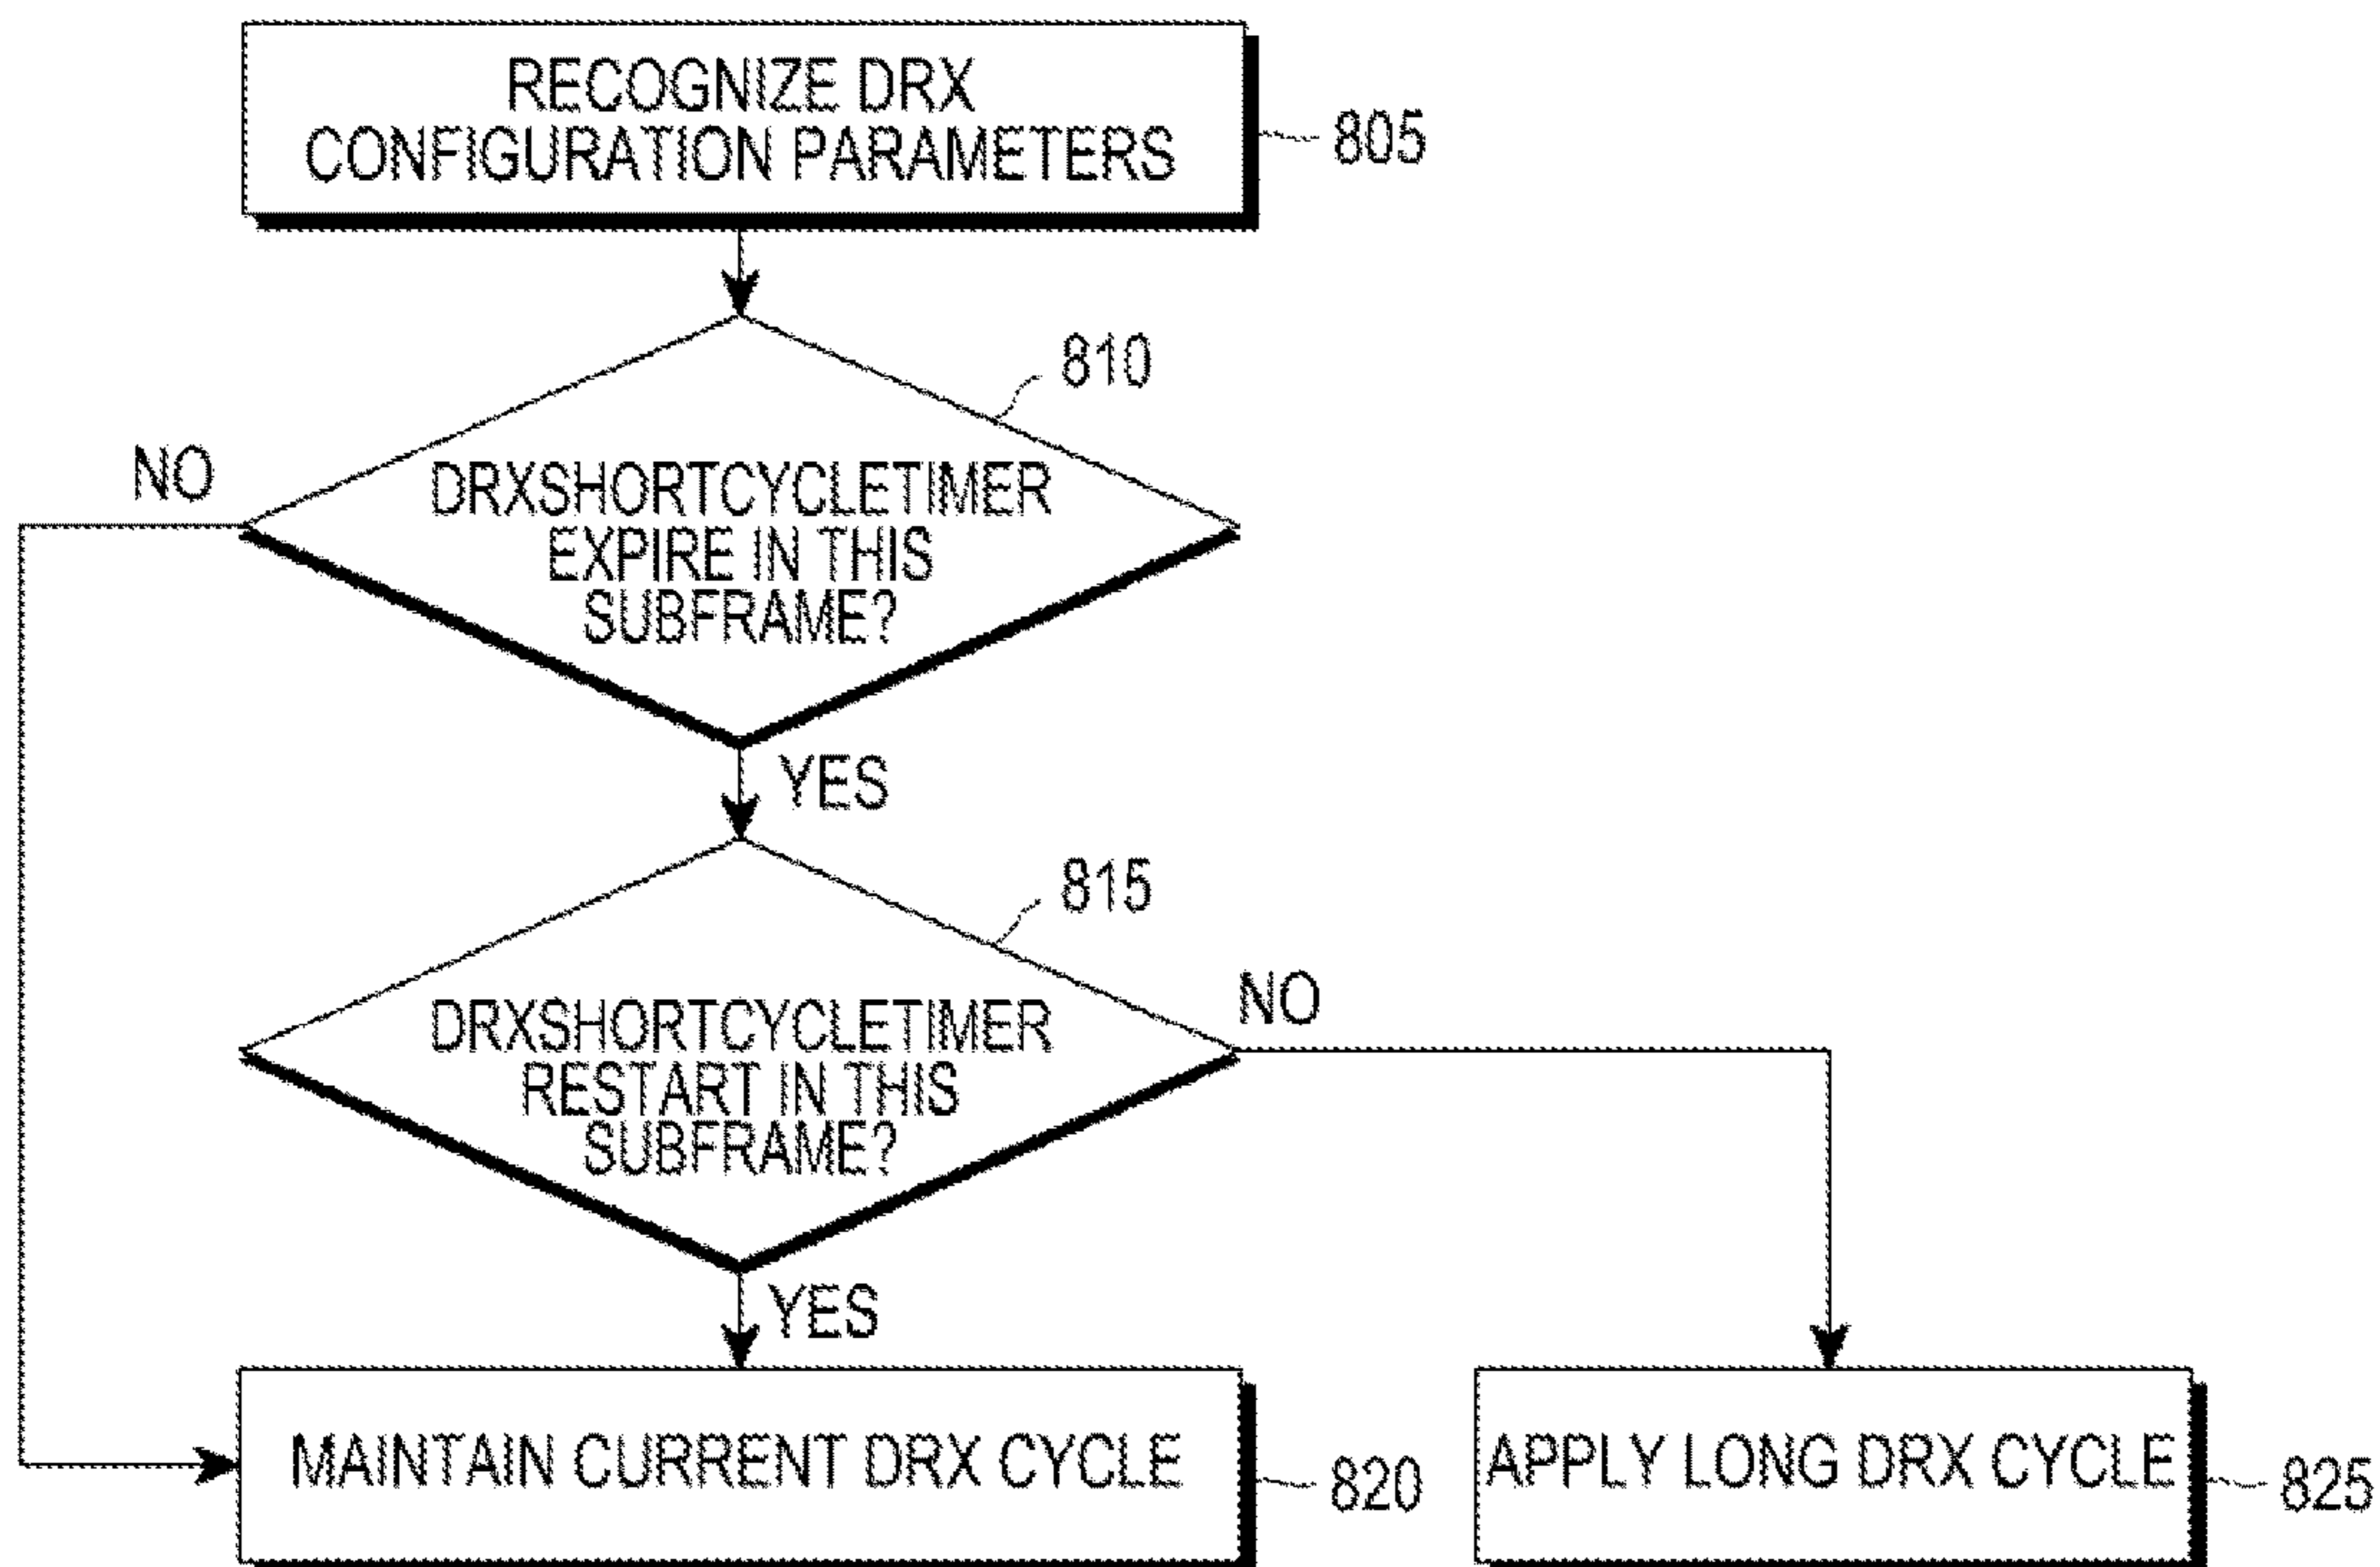 RECOGNIZE DRX
CONFIGURATION PARAMETERS
805
810
NO
DRXSHORTCYCLETIMER
EXPIRE IN THIS
SUBFRAME?
YES
815
NO
DRXSHORTCYCLETIMER
RESTART IN THIS
SUBFRAME?
YES
MAINTAIN CURRENT DRX CYCLE
820
APPLY LONG DRX CYCLE
825